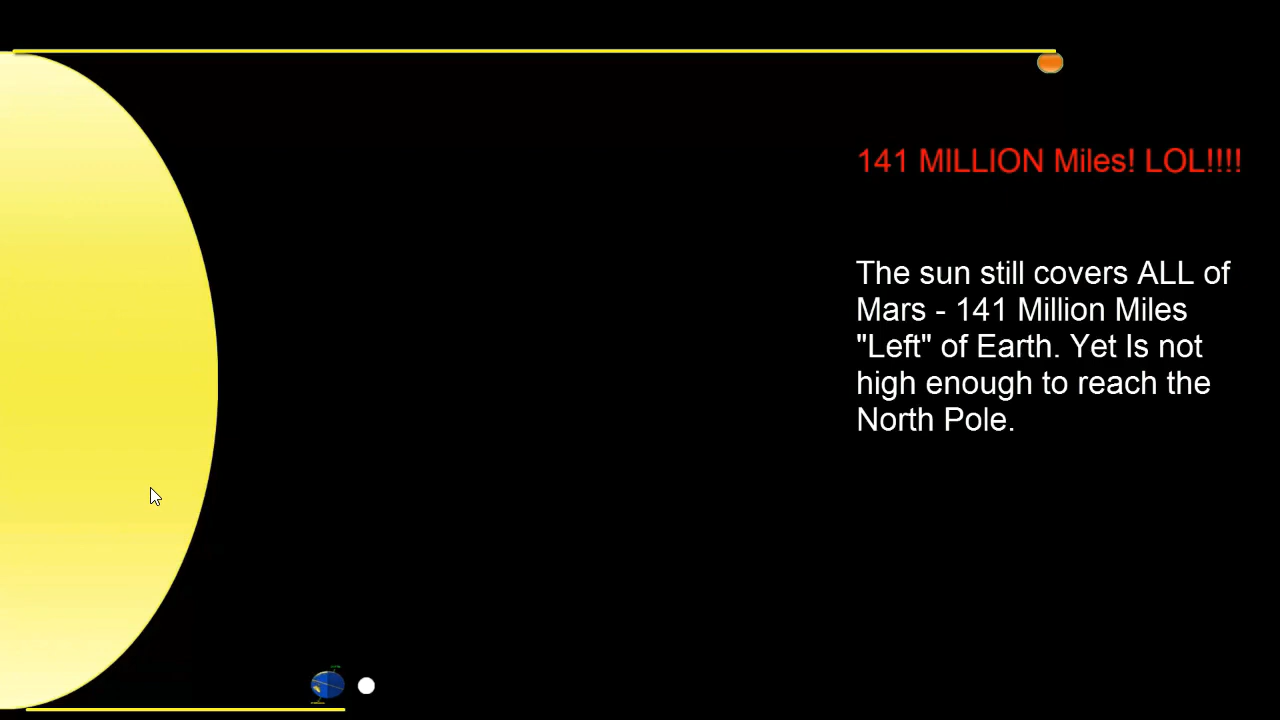 141 MILLION Miles! LOL!!!!
The sun still covers ALL of
Mars - 141 Million Miles
"Left" of Earth. Yet Is not
high enough to reach the
North Pole.